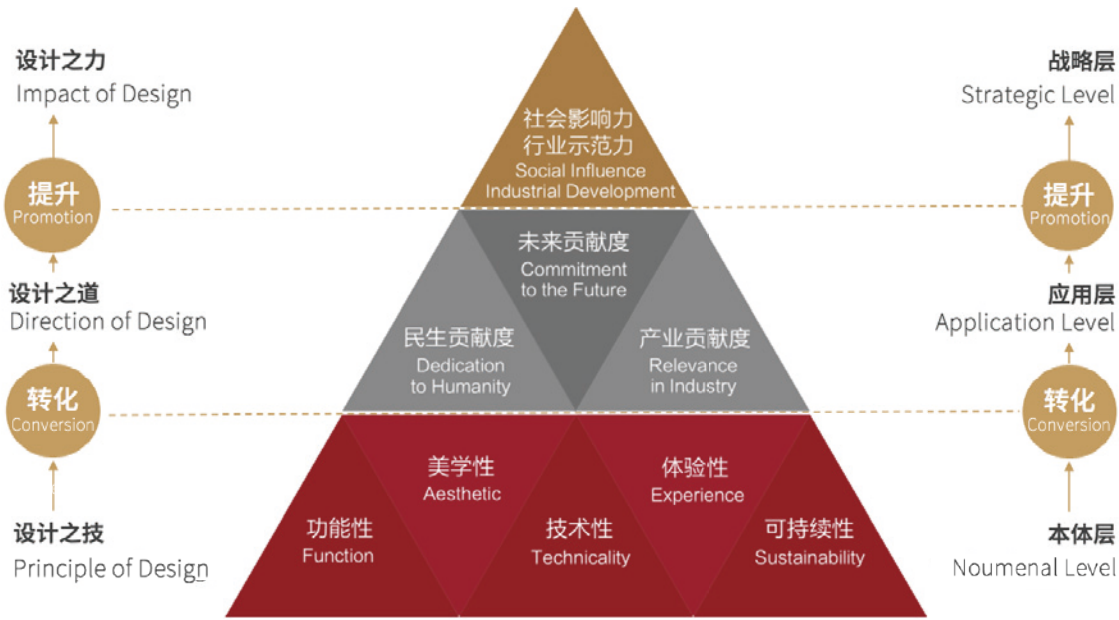 设计之力
Impact of Design
提升
Promotion
设计之道
Direction of Design
转化
Conversion
设计之技
Principle of Design
社会影响力
行业示范力
Social Influence
Industrial Development
未来贡献度
Commitment
to the Future
民生贡献度
Dedication
to Humanity
产业贡献度
Relevance
in Industry
美学性
Aesthetic
体验性
Experience
功能性
Function
技术性
Technicality
可持续性
Sustainability
战略层
Strategic Level
提升
Promotion
应用层
Application Level
转化
Conversion
本体层
Noumenal Level